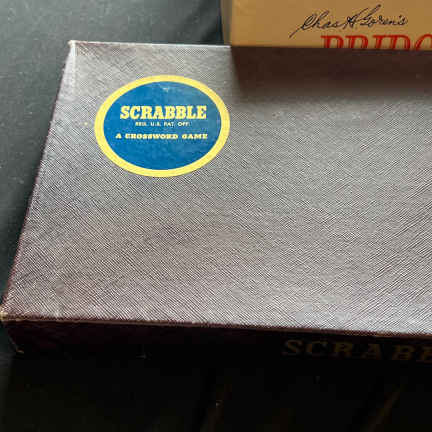 Chas H. Goren's
SCRABBLE
REG. U.S. PAT. OFF.
A CROSSWORD GAME